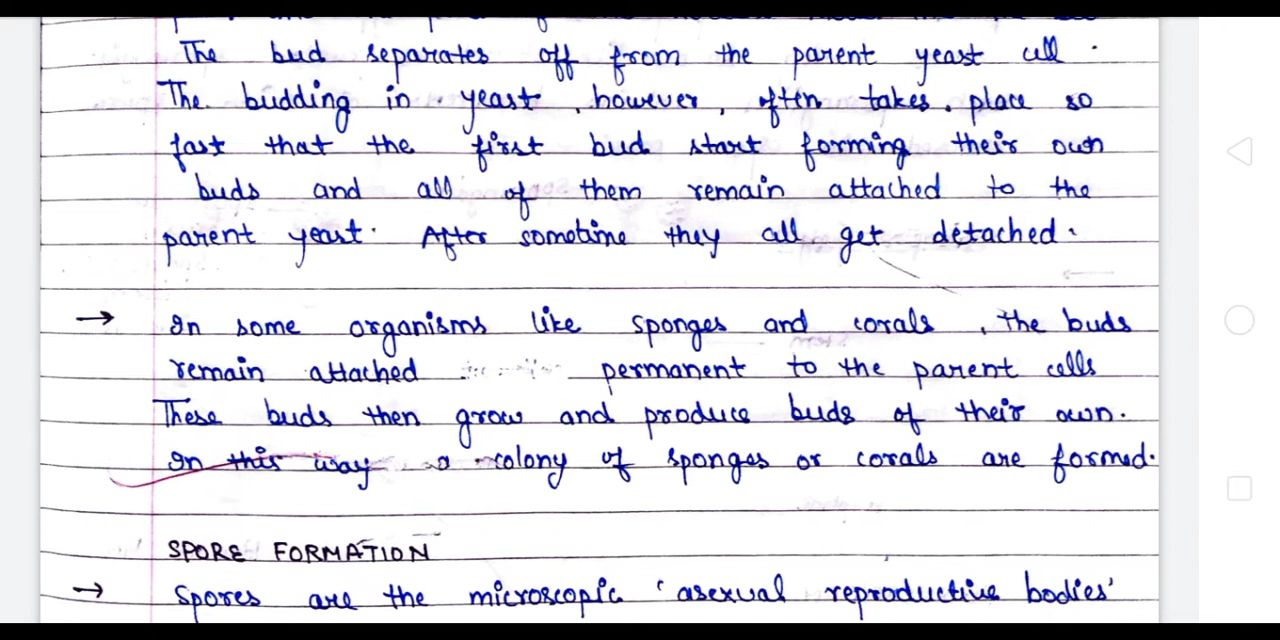 The bud separates off from the parent yeast cell.
The budding in yeast, however, often takes place so
fast that the first bud start forming their own
buds and all of them remain attached to the
parent yeast. After sometime they all get detached.
→ In some organisms like sponges and corals, the buds
remain attached permanent to the parent cells
These buds then grow and produce buds of their own.
In this way a colony of sponges or corals are formed.
SPORE FORMATION
→ Spores are the microscopic 'asexual reproductive bodies'